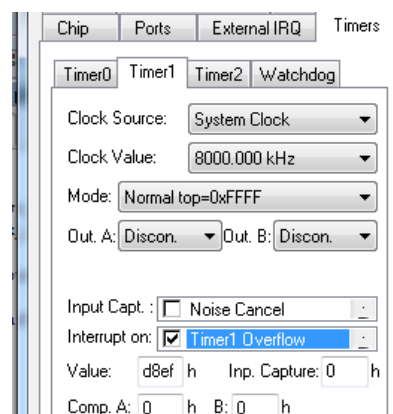 Chip Ports External IRQ Timers
Timer0 Timer1 Timer2 Watchdog
Clock Source: System Clock
Clock Value: 8000.000 kHz
Mode: Normal top=0xFFFF
Out. A: Discon. Out. B: Discon.
Input Capt. : Noise Cancel
Interrupt on: Timer1 Overflow
Value: d8ef h Inp. Capture: 0 h
Comp. A: 0 h B: 0 h